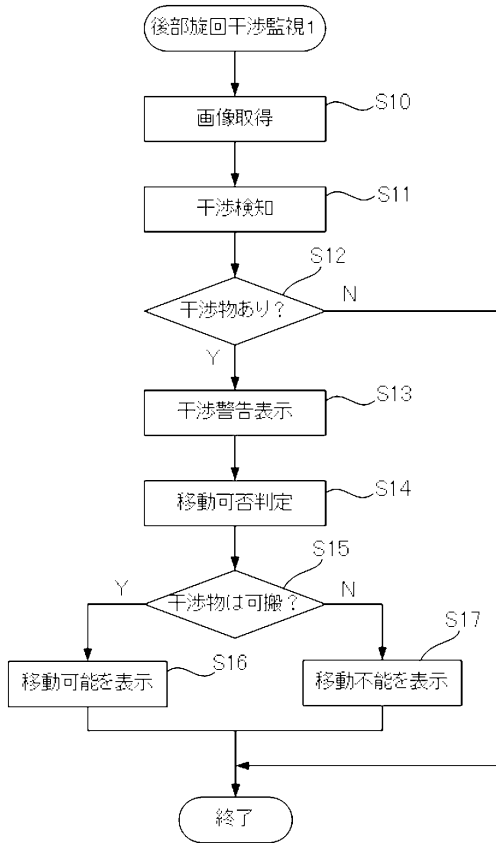 後部旋回干渉監視1
S10
画像取得
S11
干渉検知
S12
干渉物あり?
N
Y
S13
干渉警告表示
S14
移動可否判定
S15
干渉物は可搬?
Y
N
S16
移動可能を表示
S17
移動不能を表示
終了